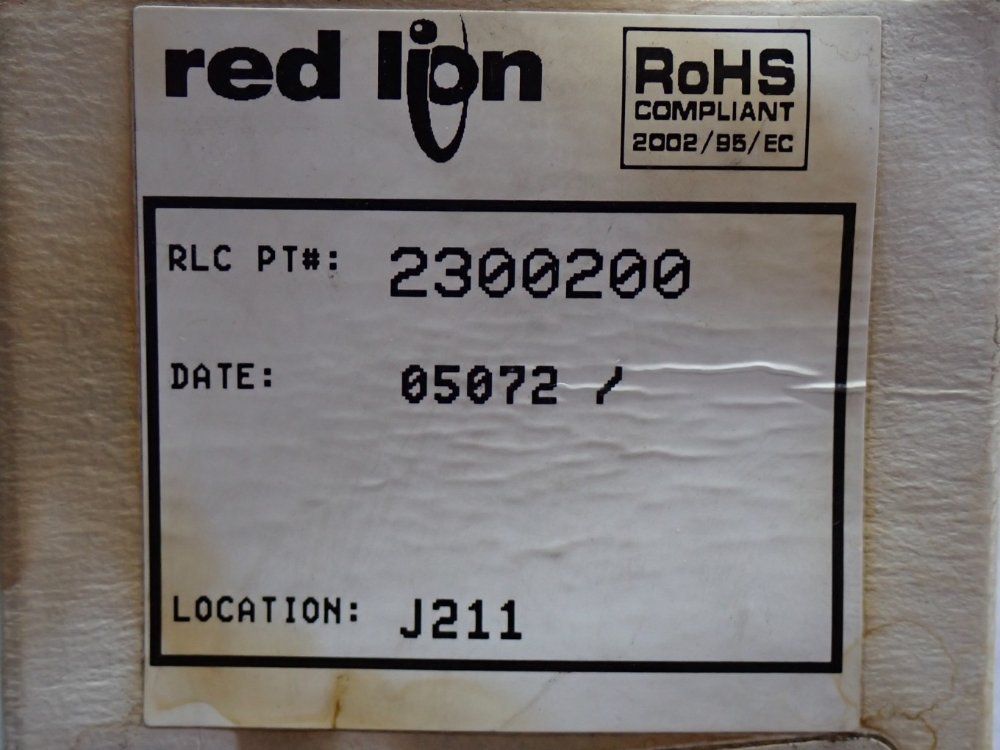 red lion
RoHS
COMPLIANT
2002/95/EC
RLC PT#: 2300200
DATE: 05072 /
LOCATION: J211